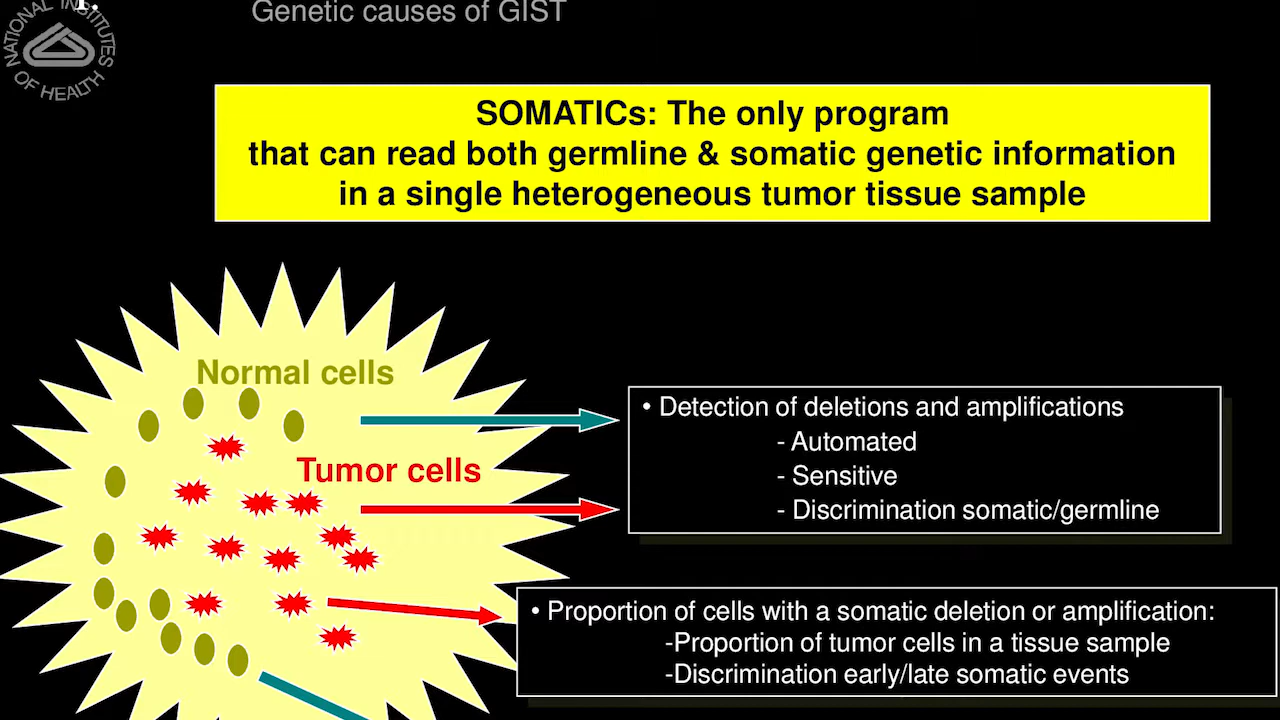 NATIONAL INSTITUTES
OF HEALTH
Genetic causes of GIST
SOMATICs: The only program
that can read both germline & somatic genetic information
in a single heterogeneous tumor tissue sample
Normal cells
Tumor cells
• Detection of deletions and amplifications
- Automated
- Sensitive
- Discrimination somatic/germline
• Proportion of cells with a somatic deletion or amplification:
-Proportion of tumor cells in a tissue sample
-Discrimination early/late somatic events